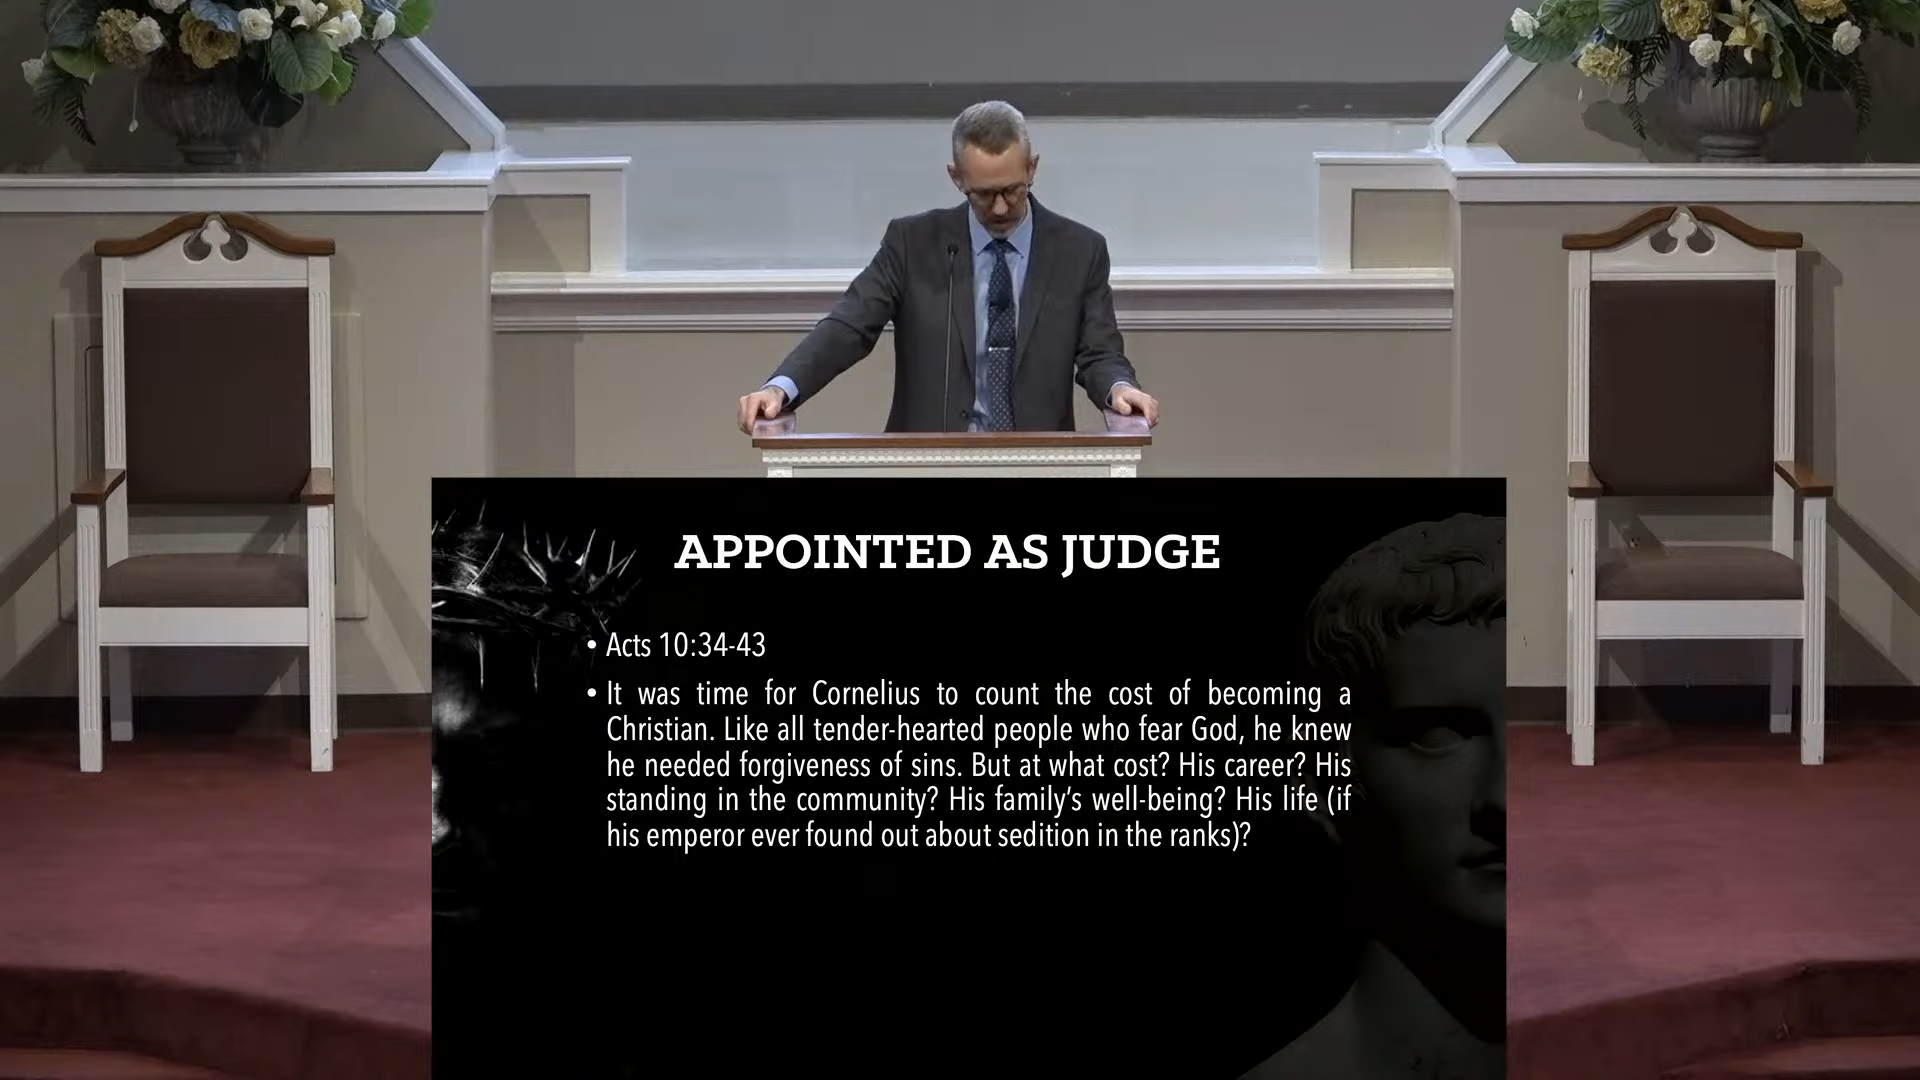 APPOINTED AS JUDGE
• Acts 10:34-43
• It was time for Cornelius to count the cost of becoming a
Christian. Like all tender-hearted people who fear God, he knew
he needed forgiveness of sins. But at what cost? His career? His
standing in the community? His family’s well-being? His life (if
his emperor ever found out about sedition in the ranks)?